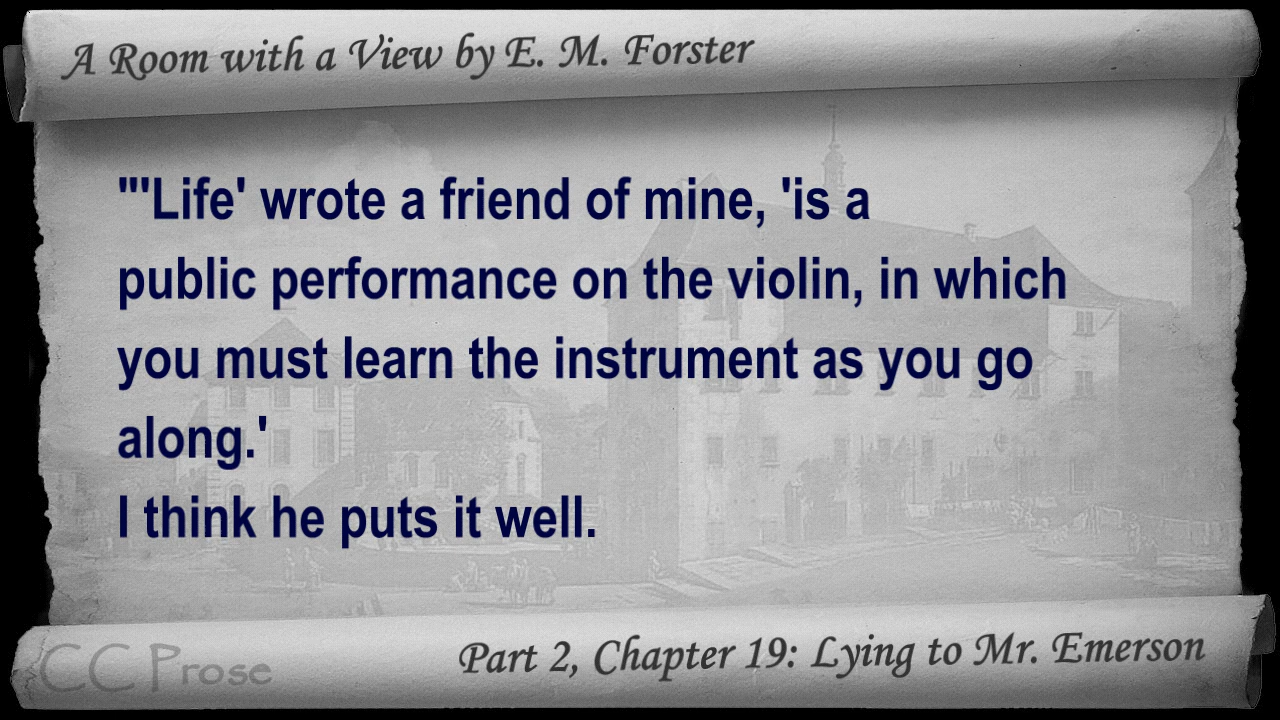 A Room with a View by E. M. Forster
"'Life' wrote a friend of mine, 'is a
public performance on the violin, in which
you must learn the instrument as you go
along.'
I think he puts it well.
CC Prose
Part 2, Chapter 19: Lying to Mr. Emerson